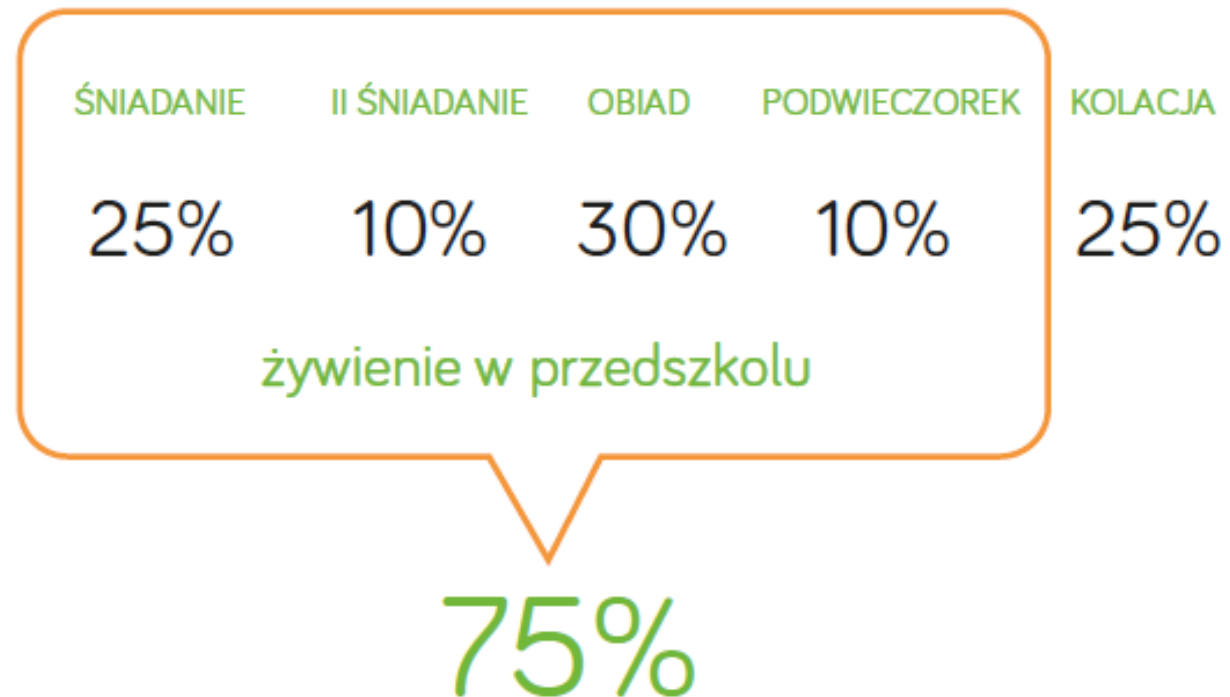 ŚNIADANIE II ŚNIADANIE OBIAD PODWIECZOREK KOLACJA
25% 10% 30% 10% 25%
żywienie w przedszkolu
75%